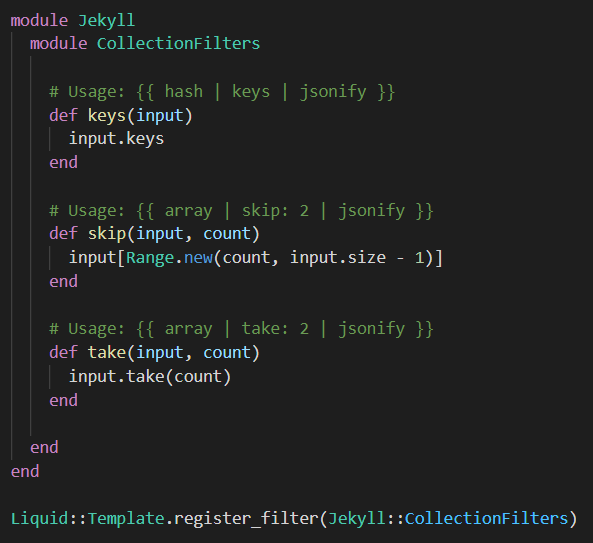 module Jekyll
  module CollectionFilters

    # Usage: {{ hash | keys | jsonify }}
    def keys(input)
      input.keys
    end

    # Usage: {{ array | skip: 2 | jsonify }}
    def skip(input, count)
      input[Range.new(count, input.size - 1)]
    end

    # Usage: {{ array | take: 2 | jsonify }}
    def take(input, count)
      input.take(count)
    end

  end
end

Liquid::Template.register_filter(Jekyll::CollectionFilters)